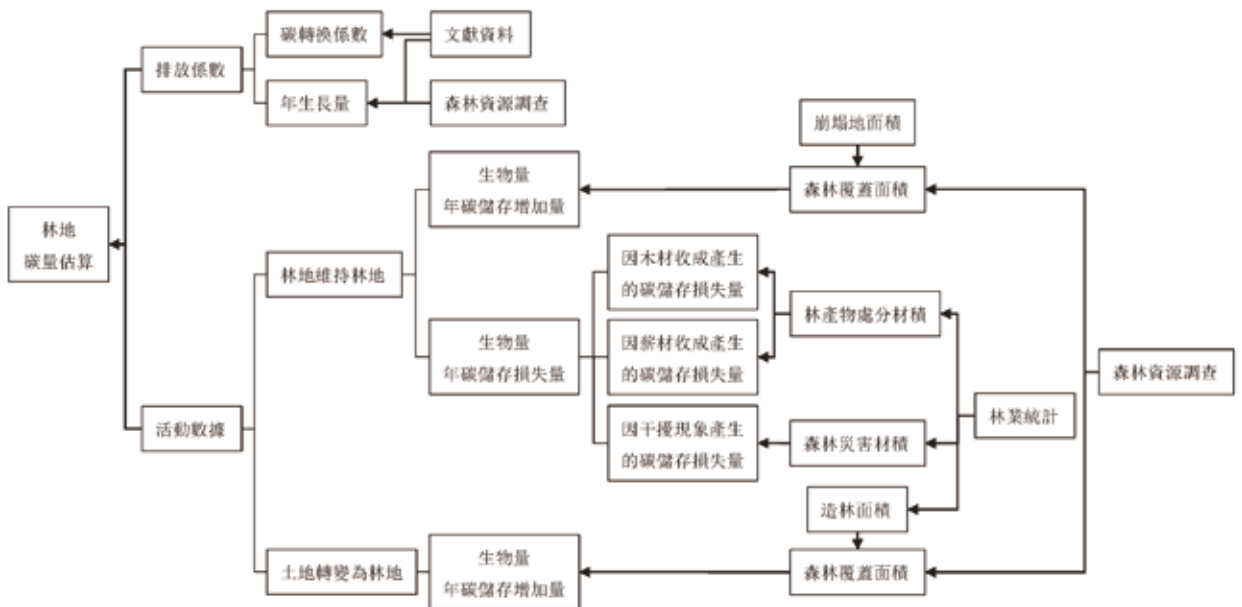 碳轉換係數
文獻資料
排放係數
年生長量
森林資源調查
崩塌地面積
生物量
年碳儲存增加量
森林覆蓋面積
林地
碳量估算
林地維持林地
因木材收成產生
的碳儲存損失量
林產物處分材積
生物量
年碳儲存損失量
因薪材收成產生
的碳儲存損失量
森林資源調查
活動數據
因干擾現象產生
的碳儲存損失量
森林災害材積
林業統計
造林面積
土地轉變為林地
生物量
年碳儲存增加量
森林覆蓋面積